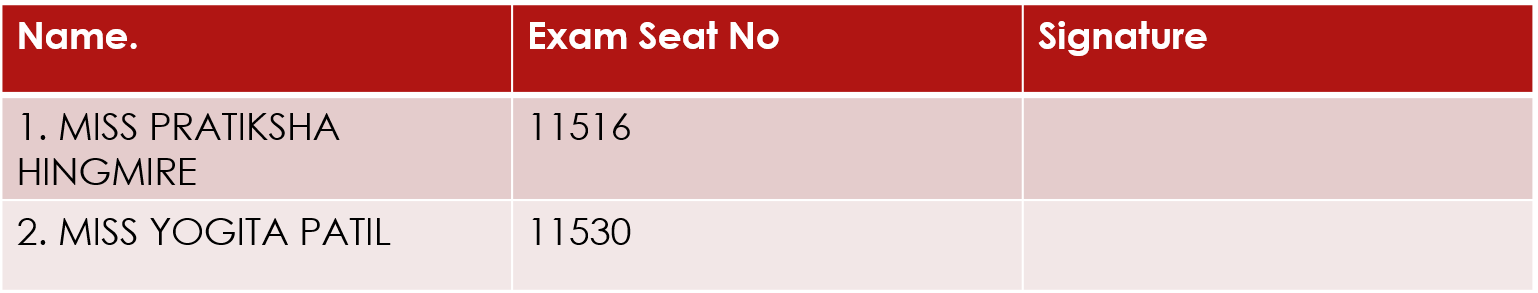 Name. Exam Seat No Signature
1. MISS PRATIKSHA HINGMIRE 11516
2. MISS YOGITA PATIL 11530